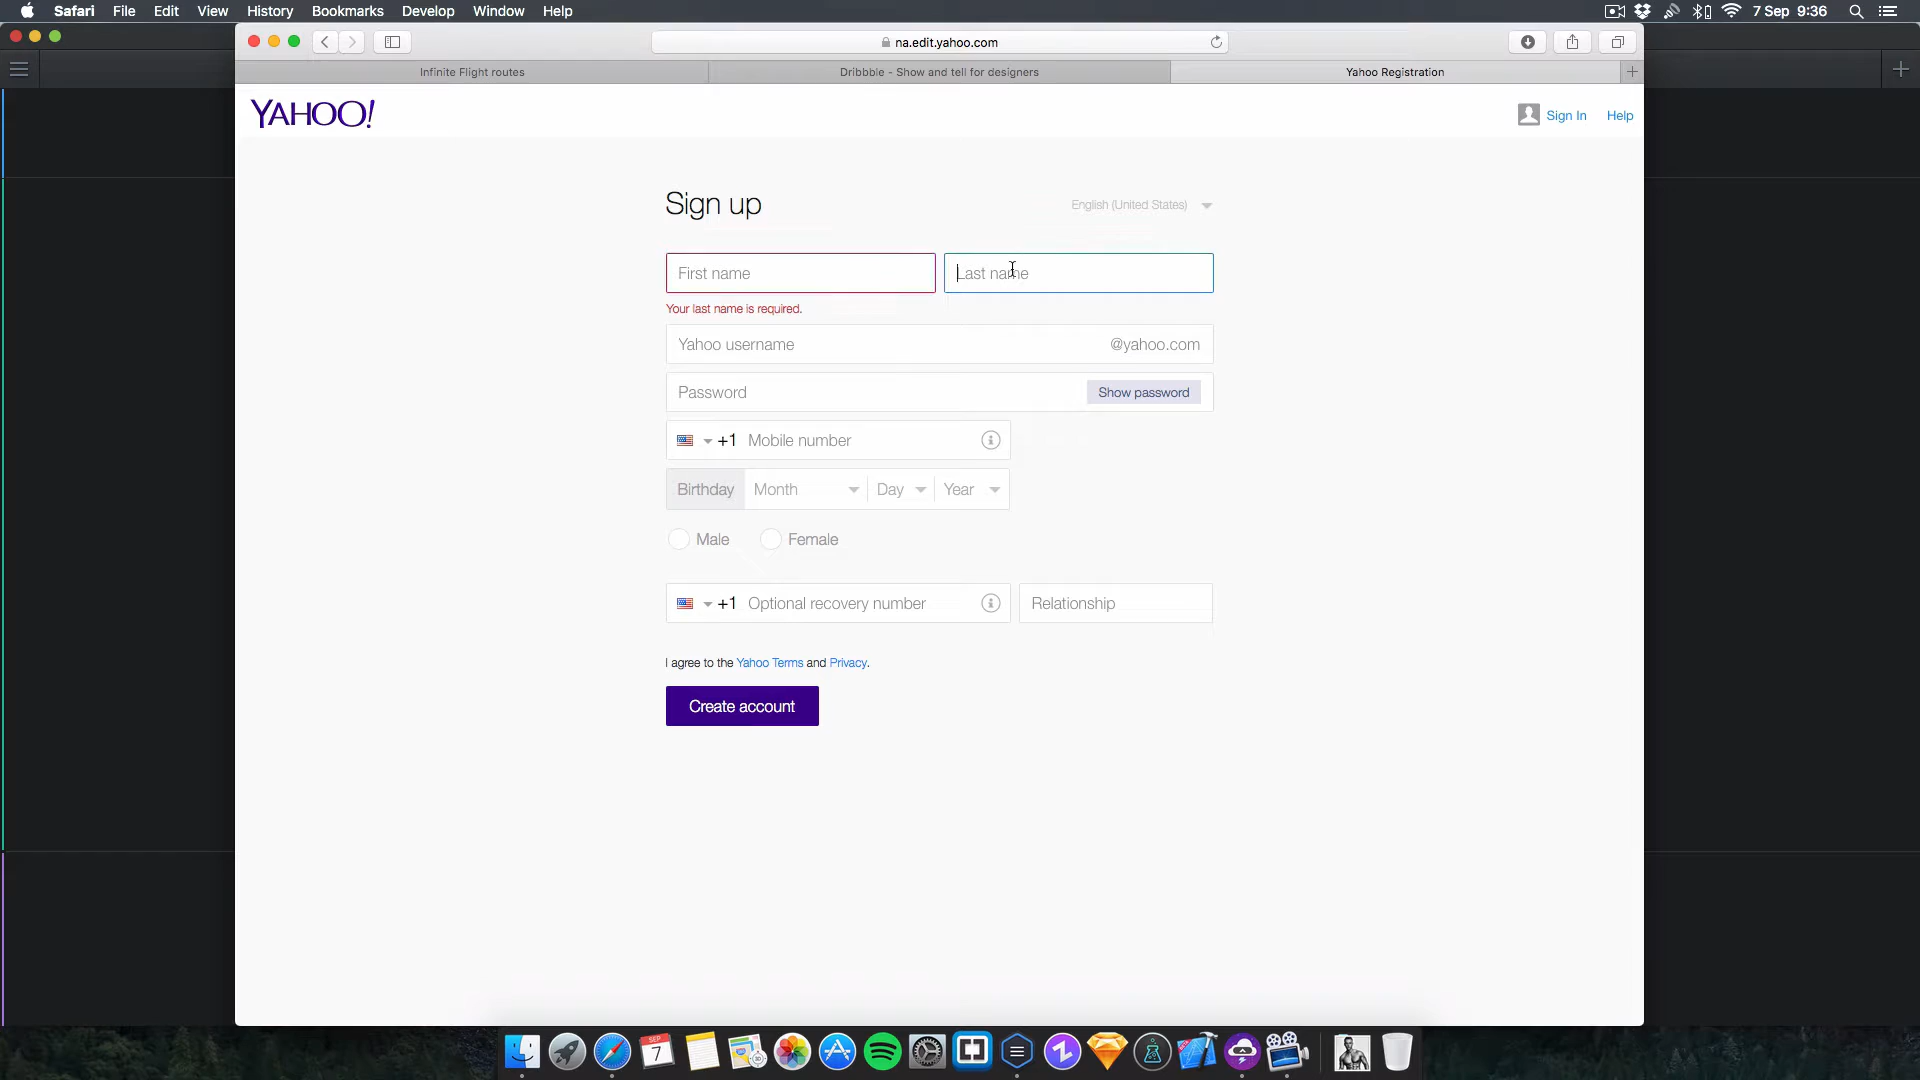 Safari File Edit View History Bookmarks Develop Window Help 7 Sep 9:36
na.edit.yahoo.com
Infinite Flight routes Dribbble - Show and tell for designers Yahoo Registration
YAHOO! Sign In Help
Sign up English (United States)
First name Last name
Your last name is required.
Yahoo username @yahoo.com
Password Show password
+1 Mobile number
Birthday Month Day Year
Male Female
+1 Optional recovery number Relationship
I agree to the Yahoo Terms and Privacy.
Create account
SEP
7